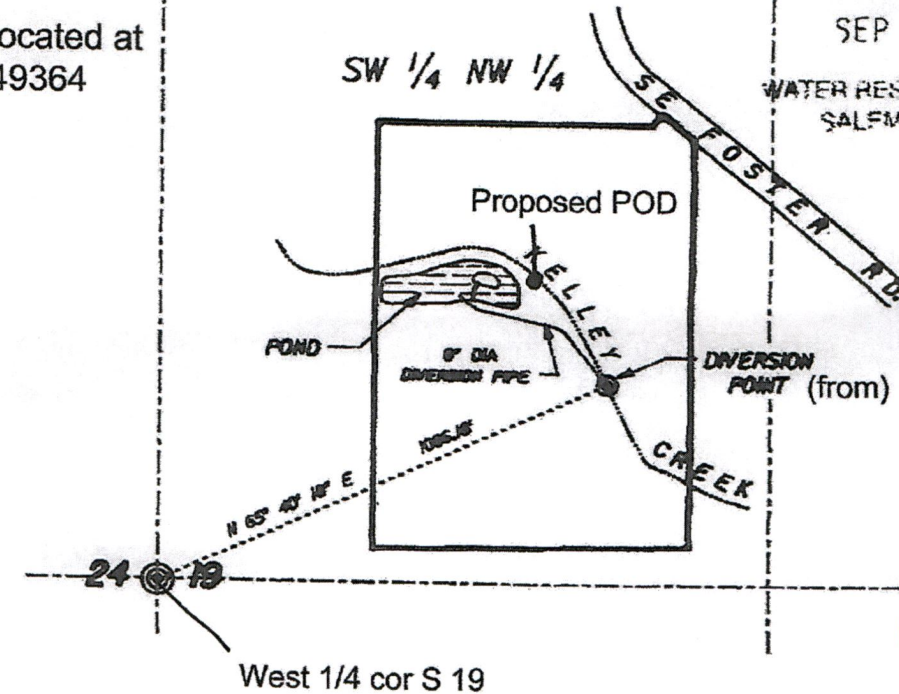 ocated at
49364
SEP
WATER RES
SALEM
SW 1/4 NW 1/4
SE FOSTER RD.
Proposed POD
KELLEY
POND
DIA
DIVERSION PIPE
DIVERSION
POINT (from)
CREEK
N 65° 40' E
24 19
West 1/4 cor S 19